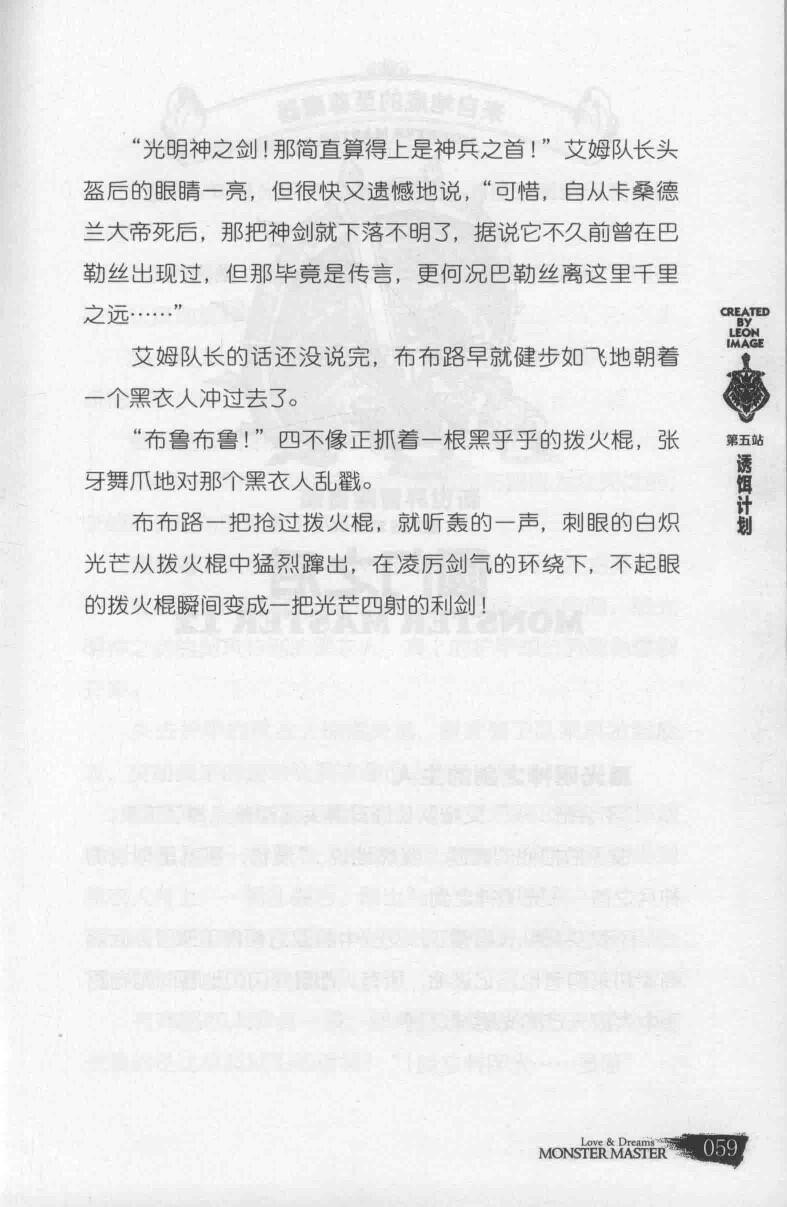 “光明神之剑！那简直算得上是神兵之首！”艾姆队长头
盔后的眼睛一亮，但很快又遗憾地说，“可惜，自从卡桑德
兰大帝死后，那把神剑就下落不明了，据说它不久前曾在巴
勒丝出现过，但那毕竟是传言，更何况巴勒丝离这里千里
之远……”
艾姆队长的话还没说完，布布路早就健步如飞地朝着
一个黑衣人冲过去了。
“布鲁布鲁！”四不像正抓着一根黑乎乎的拨火棍，张
牙舞爪地对那个黑衣人乱戳。
布布路一把抢过拨火棍，就听轰的一声，刺眼的白炽
光芒从拨火棍中猛烈蹿出，在凌厉剑气的环绕下，不起眼
的拨火棍瞬间变成一把光芒四射的利剑！
CREATED
BY
LEON
IMAGE
第五站
诱饵计划
Love & Dreams
MONSTER MASTER
059